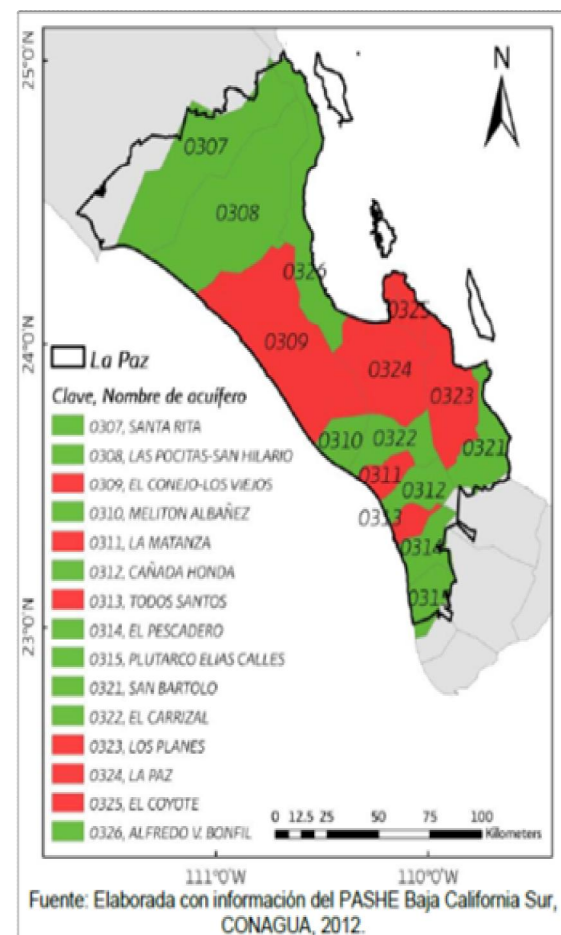 25°0'N
N
0307
0308
0326
0325
0309
24°0'N
0324
La Paz
0323
Clave, Nombre de acuífero
0310
0322
0321
0307, SANTA RITA
0311
0308, LAS POCITAS-SAN HILARIO
0312
0309, EL CONEJO-LOS VIEJOS
0313
0310, MELITON ALBAÑEZ
0314
0311, LA MATANZA
0315
0312, CAÑADA HONDA
23°0'N
0313, TODOS SANTOS
0314, EL PESCADERO
0315, PLUTARCO ELIAS CALLES
0321, SAN BARTOLO
0322, EL CARRIZAL
0323, LOS PLANES
0324, LA PAZ
0325, EL COYOTE
0326, ALFREDO V. BONFIL
0 12.5 25 50 75 100
Kilometers
111°0'W 110°0'W
Fuente: Elaborada con información del PASHE Baja California Sur,
CONAGUA, 2012.